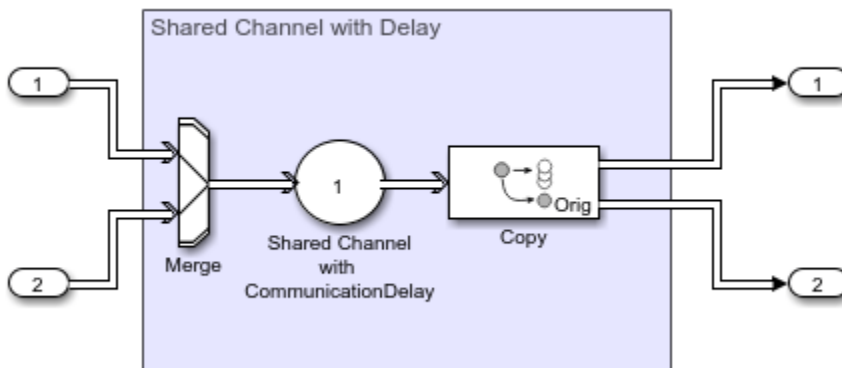 Shared Channel with Delay
1
1
1
Orig
Copy
Shared Channel
with
CommunicationDelay
Merge
2
2